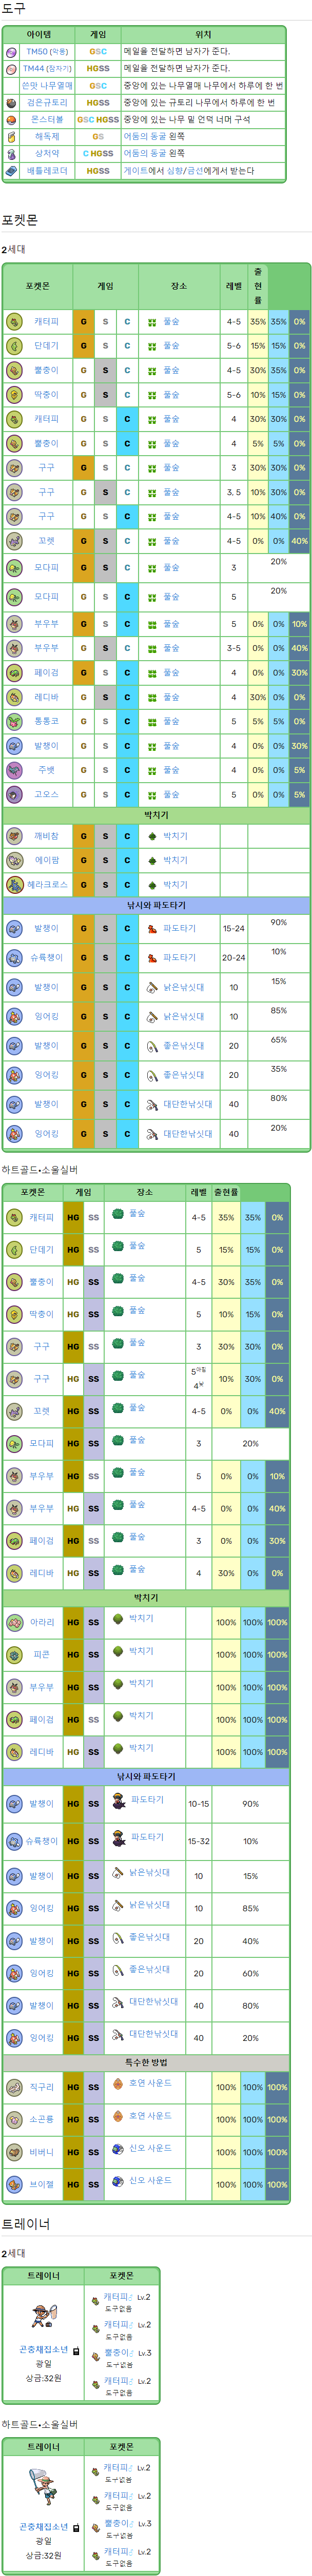 도구
아이템 게임 위치
TM50 (악몽) GSC 메일을 전달하면 남자가 준다.
TM44 (잠자기) HGSS 메일을 전달하면 남자가 준다.
쓴맛 나무열매 GSC 중앙에 있는 나무열매 나무에서 하루에 한 번
검은규토리 HGSS 중앙에 있는 규토리 나무에서 하루에 한 번
몬스터볼 GSC HGSS 중앙에 있는 나무 밑 언덕 너머 구석
해독제 GS 어둠의 동굴 왼쪽
상처약 C HGSS 어둠의 동굴 왼쪽
배틀레코더 HGSS 게이트에서 심향/금선에게서 받는다
포켓몬
2세대
포켓몬 게임 장소 레벨 출현률
캐터피 G S C 풀숲 4-5 35% 35% 0%
단데기 G S C 풀숲 5-6 15% 15% 0%
뿔충이 G S C 풀숲 4-5 30% 35% 0%
딱충이 G S C 풀숲 5-6 10% 15% 0%
캐터피 G S C 풀숲 4 30% 30% 0%
뿔충이 G S C 풀숲 4 5% 5% 0%
구구 G S C 풀숲 3 30% 30% 0%
구구 G S C 풀숲 3, 5 10% 30% 0%
구구 G S C 풀숲 4-5 10% 40% 0%
꼬렛 G S C 풀숲 4-5 0% 0% 40%
모다피 G S C 풀숲 3 20%
모다피 G S C 풀숲 5 20%
부우부 G S C 풀숲 5 0% 0% 10%
부우부 G S C 풀숲 3-5 0% 0% 40%
페이검 G S C 풀숲 4 0% 0% 30%
레디바 G S C 풀숲 4 30% 0% 0%
통통코 G S C 풀숲 5 5% 5% 0%
발챙이 G S C 풀숲 4 0% 0% 30%
주뱃 G S C 풀숲 4 0% 0% 5%
고오스 G S C 풀숲 5 0% 0% 5%
박치기
깨비참 G S C 박치기
에이팜 G S C 박치기
헤라크로스 G S C 박치기
낚시와 파도타기
발챙이 G S C 파도타기 15-24 90%
슈륙챙이 G S C 파도타기 20-24 10%
발챙이 G S C 낡은낚싯대 10 15%
잉어킹 G S C 낡은낚싯대 10 85%
발챙이 G S C 좋은낚싯대 20 65%
잉어킹 G S C 좋은낚싯대 20 35%
발챙이 G S C 대단한낚싯대 40 80%
잉어킹 G S C 대단한낚싯대 40 20%
하트골드•소울실버
포켓몬 게임 장소 레벨 출현률
캐터피 HG SS 풀숲 4-5 35% 35% 0%
단데기 HG SS 풀숲 5 15% 15% 0%
뿔충이 HG SS 풀숲 4-5 30% 35% 0%
딱충이 HG SS 풀숲 5 10% 15% 0%
구구 HG SS 풀숲 3 30% 30% 0%
구구 HG SS 풀숲 5아침 4낮 10% 30% 0%
꼬렛 HG SS 풀숲 4-5 0% 0% 40%
모다피 HG SS 풀숲 3 20%
부우부 HG SS 풀숲 5 0% 0% 10%
부우부 HG SS 풀숲 4-5 0% 0% 40%
페이검 HG SS 풀숲 3 0% 0% 30%
레디바 HG SS 풀숲 4 30% 0% 0%
박치기
아라리 HG SS 박치기 100% 100% 100%
피콘 HG SS 박치기 100% 100% 100%
부우부 HG SS 박치기 100% 100% 100%
페이검 HG SS 박치기 100% 100% 100%
레디바 HG SS 박치기 100% 100% 100%
낚시와 파도타기
발챙이 HG SS 파도타기 10-15 90%
슈륙챙이 HG SS 파도타기 15-32 10%
발챙이 HG SS 낡은낚싯대 10 15%
잉어킹 HG SS 낡은낚싯대 10 85%
발챙이 HG SS 좋은낚싯대 20 40%
잉어킹 HG SS 좋은낚싯대 20 60%
발챙이 HG SS 대단한낚싯대 40 80%
잉어킹 HG SS 대단한낚싯대 40 20%
특수한 방법
직구리 HG SS 호연 사운드 100% 100% 100%
소곤룡 HG SS 호연 사운드 100% 100% 100%
비버니 HG SS 신오 사운드 100% 100% 100%
브이젤 HG SS 신오 사운드 100% 100% 100%
트레이너
2세대
트레이너 포켓몬
곤충채집소년
광일
상금:32원
캐터피♂ Lv.2
도구없음
캐터피♂ Lv.2
도구없음
뿔충이♂ Lv.3
도구없음
캐터피♂ Lv.2
도구없음
하트골드•소울실버
트레이너 포켓몬
곤충채집소년
광일
상금:32원
캐터피♂ Lv.2
도구없음
캐터피♂ Lv.2
도구없음
뿔충이♂ Lv.3
도구없음
캐터피♂ Lv.2
도구없음